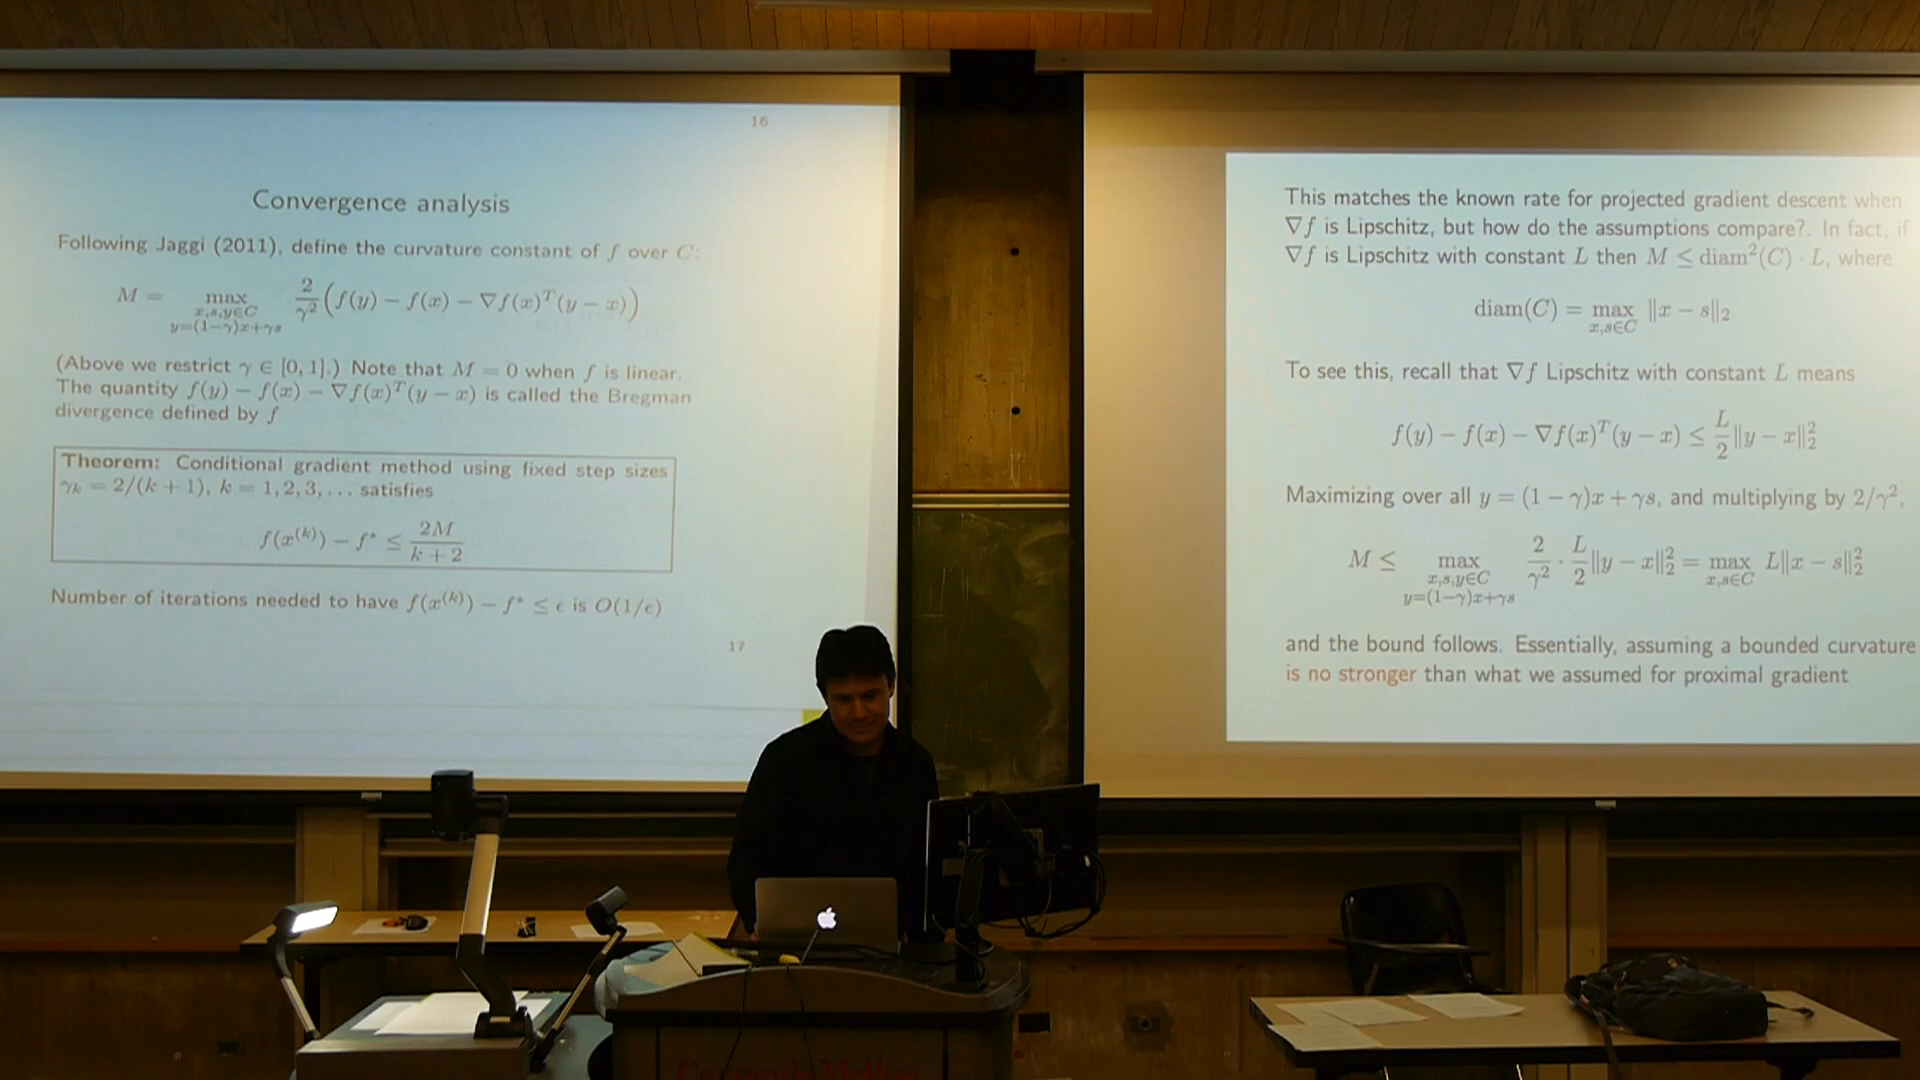 16
Convergence analysis
Following Jaggi (2011), define the curvature constant of f over C:
M = max_{x,s,y∈C, y=(1−γ)x+γs} 2/γ² (f(y) − f(x) − ∇f(x)ᵀ(y − x))
(Above we restrict γ ∈ [0, 1].) Note that M = 0 when f is linear.
The quantity f(y) − f(x) − ∇f(x)ᵀ(y − x) is called the Bregman
divergence defined by f
Theorem: Conditional gradient method using fixed step sizes
γₖ = 2/(k + 1), k = 1, 2, 3, . . . satisfies
f(x⁽ᵏ⁾) − f* ≤ 2M/(k + 2)
Number of iterations needed to have f(x⁽ᵏ⁾) − f* ≤ ϵ is O(1/ϵ)
17
This matches the known rate for projected gradient descent when
∇f is Lipschitz, but how do the assumptions compare?. In fact, if
∇f is Lipschitz with constant L then M ≤ diam²(C) · L, where
diam(C) = max_{x,s∈C} ‖x − s‖₂
To see this, recall that ∇f Lipschitz with constant L means
f(y) − f(x) − ∇f(x)ᵀ(y − x) ≤ L/2 ‖y − x‖₂²
Maximizing over all y = (1 − γ)x + γs, and multiplying by 2/γ²,
M ≤ max_{x,s,y∈C, y=(1−γ)x+γs} 2/γ² · L/2 ‖y − x‖₂² = max_{x,s∈C} L‖x − s‖₂²
and the bound follows. Essentially, assuming a bounded curvature
is no stronger than what we assumed for proximal gradient
Carnegie Mellon